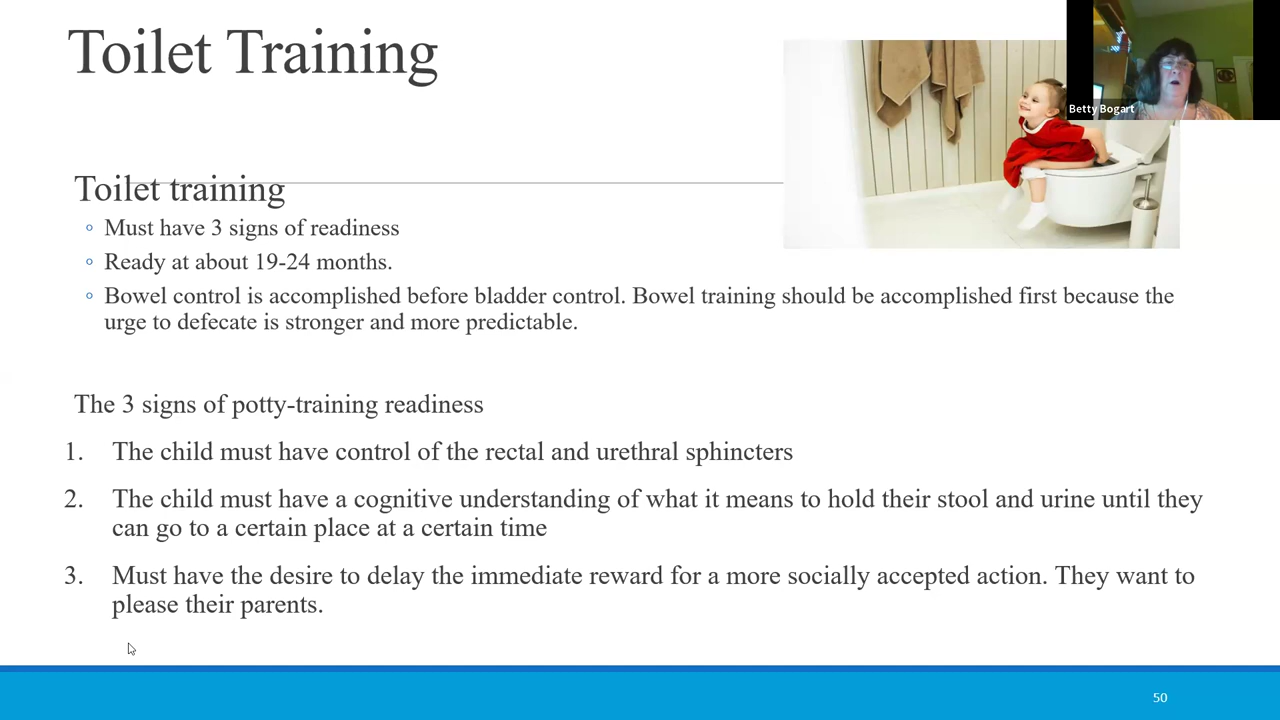 Toilet Training
Betty Bogart
Toilet training
◦ Must have 3 signs of readiness
◦ Ready at about 19-24 months.
◦ Bowel control is accomplished before bladder control. Bowel training should be accomplished first because the
urge to defecate is stronger and more predictable.
The 3 signs of potty-training readiness
1. The child must have control of the rectal and urethral sphincters
2. The child must have a cognitive understanding of what it means to hold their stool and urine until they
can go to a certain place at a certain time
3. Must have the desire to delay the immediate reward for a more socially accepted action. They want to
please their parents.
50